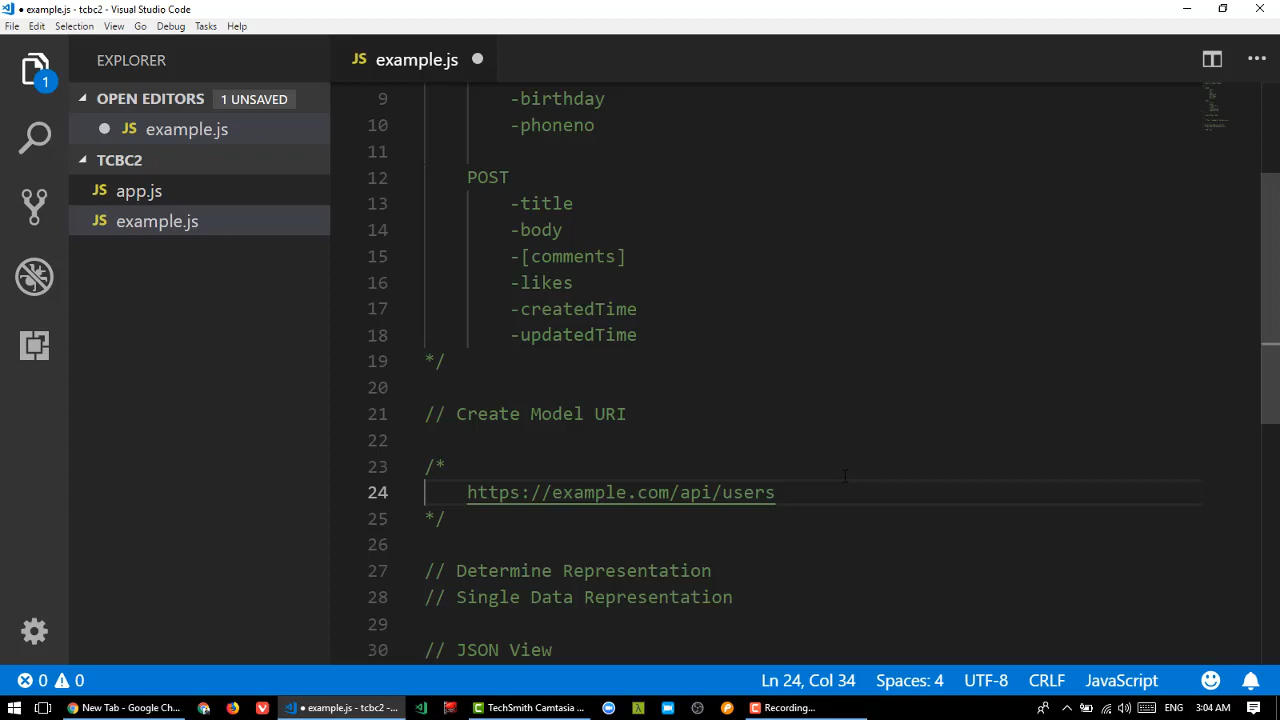 example.js - tcbc2 - Visual Studio Code
File Edit Selection View Go Debug Tasks Help
EXPLORER
OPEN EDITORS 1 UNSAVED
JS example.js
TCBC2
JS app.js
JS example.js
1
JS example.js
9 -birthday
10 -phoneno
11
12 POST
13 -title
14 -body
15 -[comments]
16 -likes
17 -createdTime
18 -updatedTime
19 */
20
21 // Create Model URI
22
23 /*
24 https://example.com/api/users
25 */
26
27 // Determine Representation
28 // Single Data Representation
29
30 // JSON View
0 0 Ln 24, Col 34 Spaces: 4 UTF-8 CRLF JavaScript
New Tab - Google Ch... example.js - tcbc2 -... TechSmith Camtasia ... Recording... ENG 3:04 AM